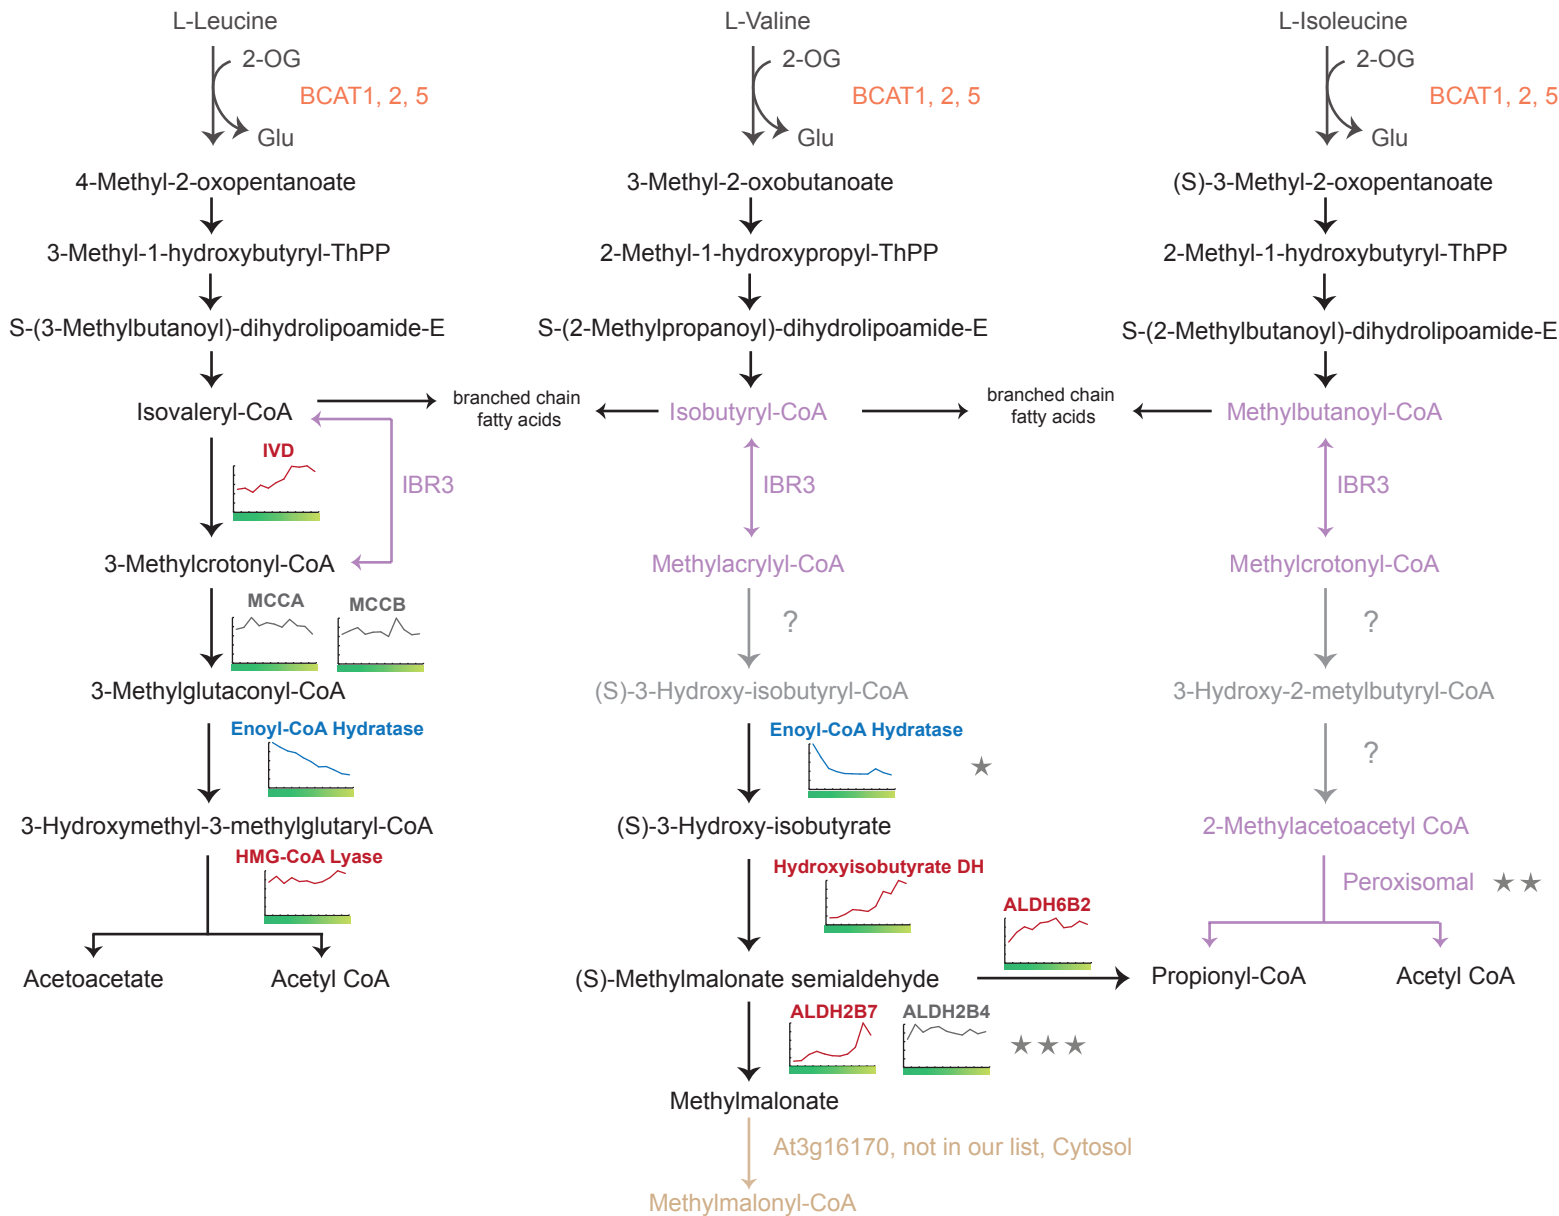 L-Leucine
L-Valine
L-Isoleucine
2-OG
2-OG
2-OG
BCAT1, 2, 5
BCAT1, 2, 5
BCAT1, 2, 5
Glu
Glu
Glu
4-Methyl-2-oxopentanoate
3-Methyl-2-oxobutanoate
(S)-3-Methyl-2-oxopentanoate
3-Methyl-1-hydroxybutyryl-ThPP
2-Methyl-1-hydroxypropyl-ThPP
2-Methyl-1-hydroxybutyryl-ThPP
S-(3-Methylbutanoyl)-dihydrolipoamide-E
S-(2-Methylpropanoyl)-dihydrolipoamide-E
S-(2-Methylbutanoyl)-dihydrolipoamide-E
Isovaleryl-CoA
branched chain
fatty acids
Isobutyryl-CoA
branched chain
fatty acids
Methylbutanoyl-CoA
IVD
IBR3
IBR3
IBR3
3-Methylcrotonyl-CoA
Methylacrylyl-CoA
Methylcrotonyl-CoA
MCCA
MCCB
?
?
3-Methylglutaconyl-CoA
(S)-3-Hydroxy-isobutyryl-CoA
3-Hydroxy-2-metylbutyryl-CoA
Enoyl-CoA Hydratase
Enoyl-CoA Hydratase
?
3-Hydroxymethyl-3-methylglutaryl-CoA
(S)-3-Hydroxy-isobutyrate
2-Methylacetoacetyl CoA
HMG-CoA Lyase
Hydroxyisobutyrate DH
Peroxisomal
ALDH6B2
Acetoacetate
Acetyl CoA
(S)-Methylmalonate semialdehyde
Propionyl-CoA
Acetyl CoA
ALDH2B7
ALDH2B4
Methylmalonate
At3g16170, not in our list, Cytosol
Methylmalonyl-CoA